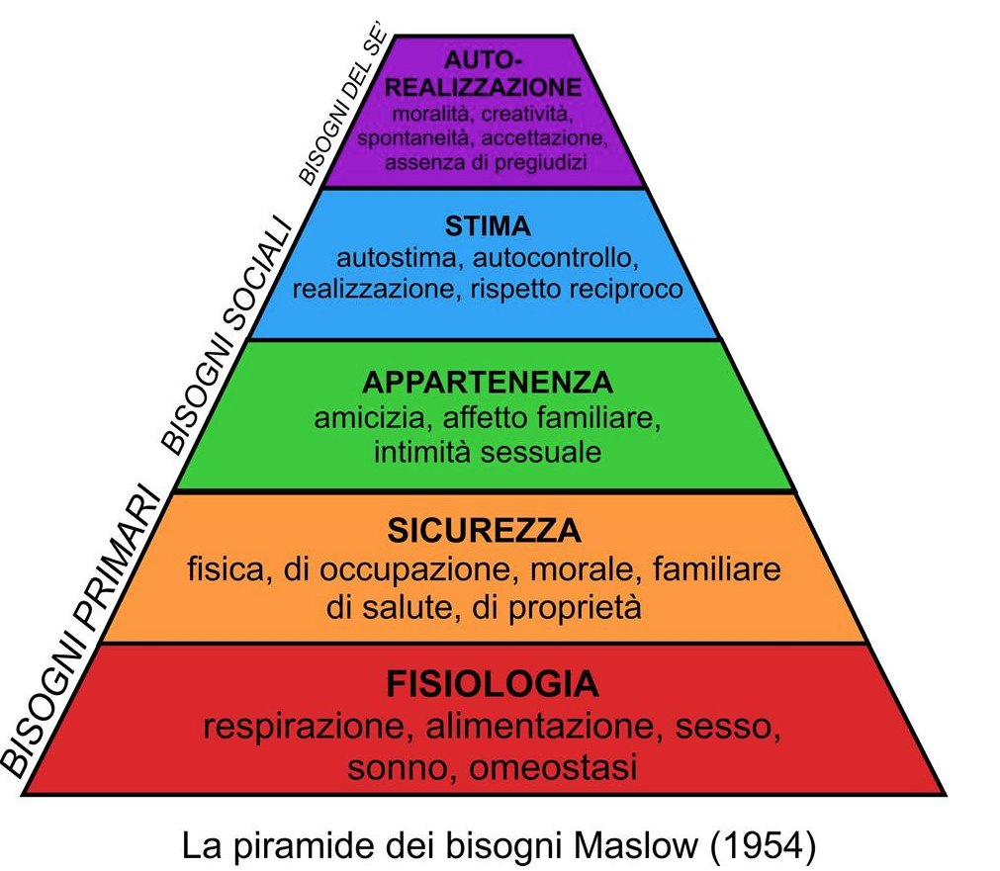 BISOGNI DEL SE'
AUTO-
REALIZZAZIONE
moralità, creatività,
spontaneità, accettazione,
assenza di pregiudizi
BISOGNI SOCIALI
STIMA
autostima, autocontrollo,
realizzazione, rispetto reciproco
APPARTENENZA
amicizia, affetto familiare,
intimità sessuale
BISOGNI PRIMARI
SICUREZZA
fisica, di occupazione, morale, familiare
di salute, di proprietà
FISIOLOGIA
respirazione, alimentazione, sesso,
sonno, omeostasi
La piramide dei bisogni Maslow (1954)